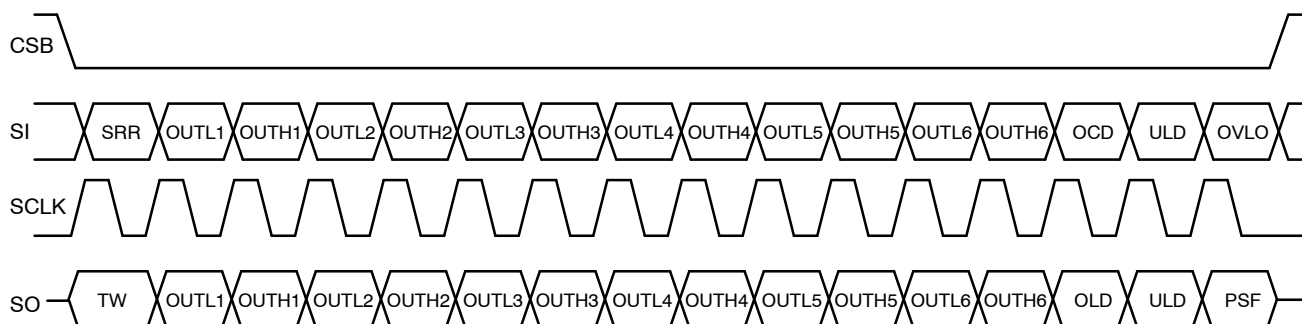 CSB
SI SRR OUTL1 OUTH1 OUTL2 OUTH2 OUTL3 OUTH3 OUTL4 OUTH4 OUTL5 OUTH5 OUTL6 OUTH6 OCD ULD OVLO
SCLK
SO TW OUTL1 OUTH1 OUTL2 OUTH2 OUTL3 OUTH3 OUTL4 OUTH4 OUTL5 OUTH5 OUTL6 OUTH6 OLD ULD PSF